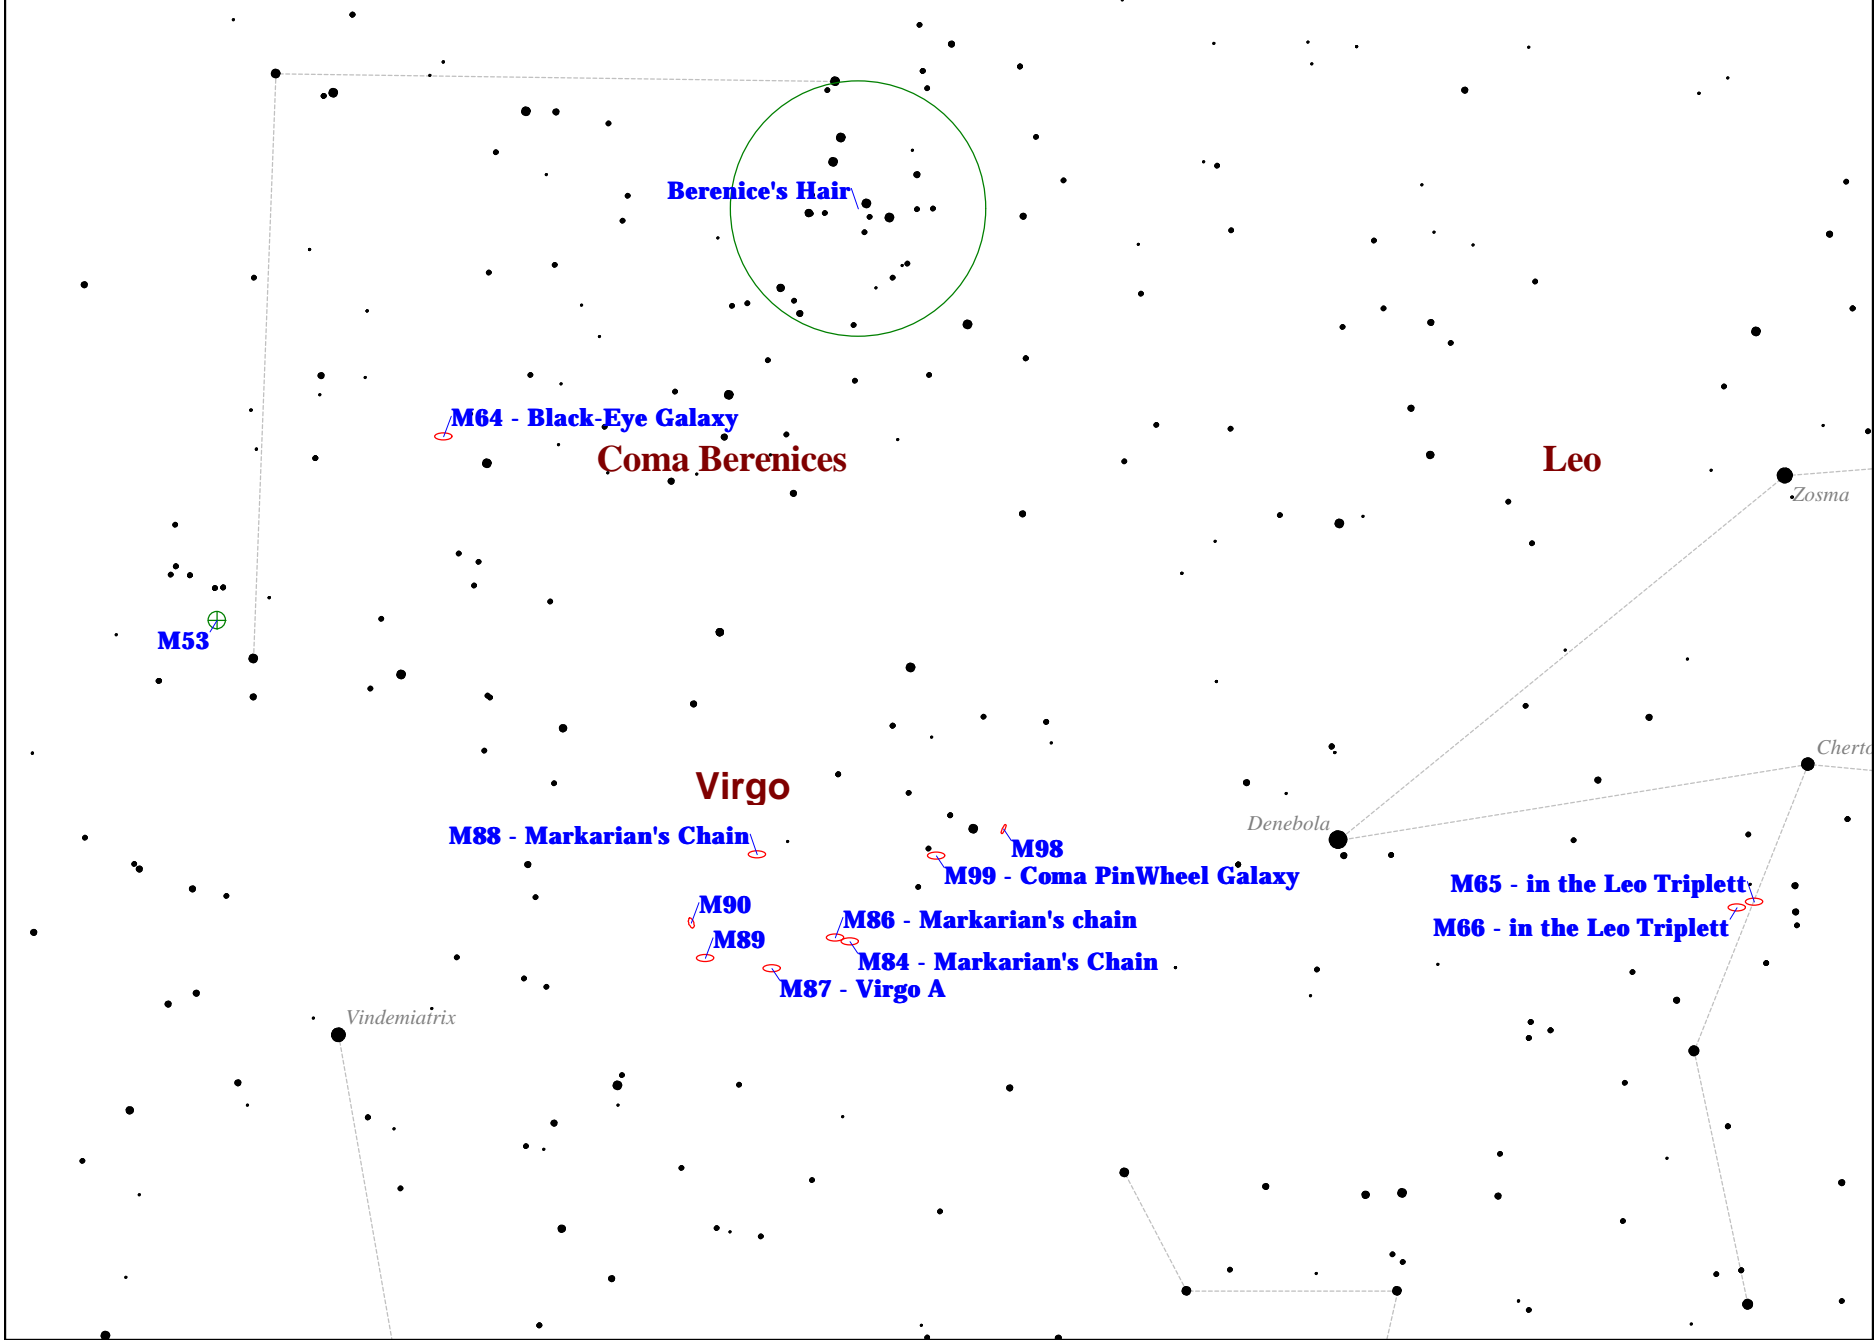 Berenice's Hair
M64 - Black-Eye Galaxy
Coma Berenices
Leo
Zosma
M53
Cherto
Virgo
Denebola
M88 - Markarian's Chain
M98
M99 - Coma PinWheel Galaxy
M65 - in the Leo Triplett
M90
M86 - Markarian's chain
M66 - in the Leo Triplett
M89
M84 - Markarian's Chain
M87 - Virgo A
Vindemiatrix